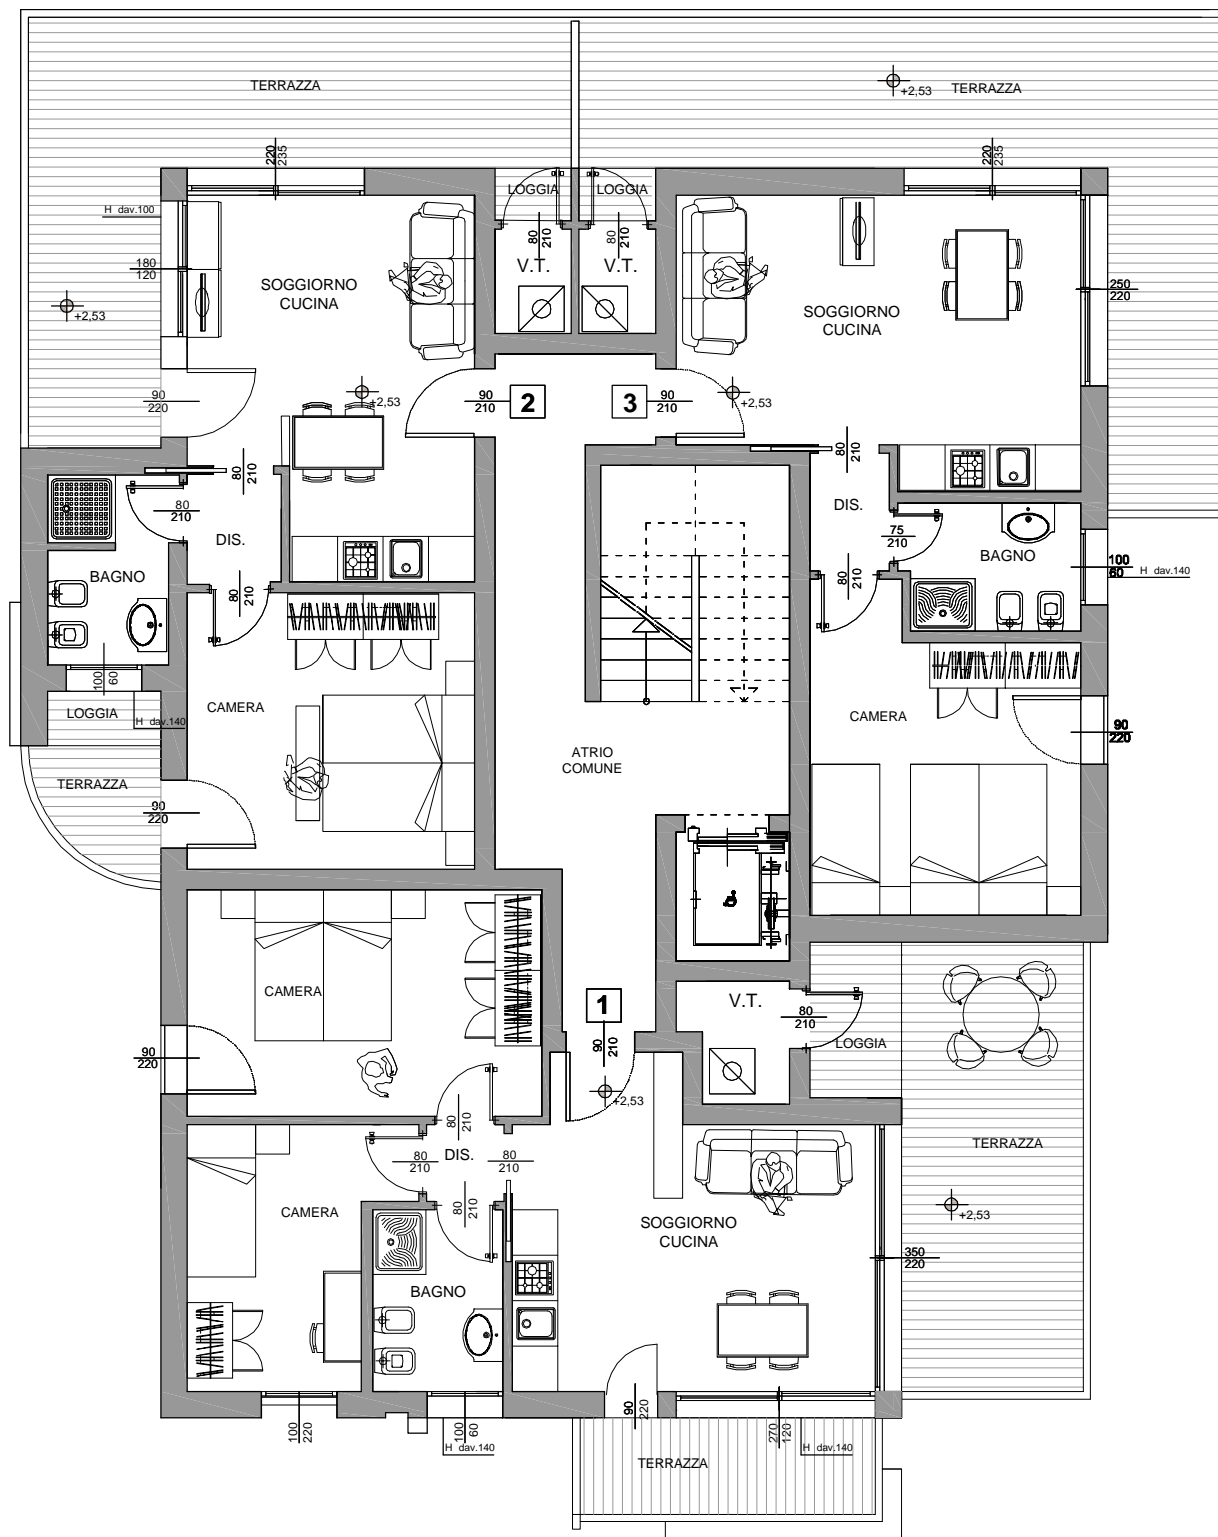 TERRAZZA
+2,53
TERRAZZA
220
235
220
235
LOGGIA
LOGGIA
H dav.100
80
210
80
210
180
120
V.T.
V.T.
SOGGIORNO
CUCINA
250
220
+2,53
SOGGIORNO
CUCINA
90
220
+2,53
90
210
2
3
90
210
+2,53
80
210
80
210
80
210
DIS.
DIS.
75
210
BAGNO
100
60
H dav.140
BAGNO
80
210
80
210
100
60
LOGGIA
H dav.140
CAMERA
CAMERA
90
220
ATRIO
COMUNE
TERRAZZA
90
220
CAMERA
1
V.T.
80
210
LOGGIA
90
210
90
220
+2,53
80
210
DIS.
80
210
80
210
TERRAZZA
80
210
CAMERA
SOGGIORNO
CUCINA
+2,53
350
220
BAGNO
90
220
100
220
100
60
H dav.140
270
120
H dav.140
TERRAZZA